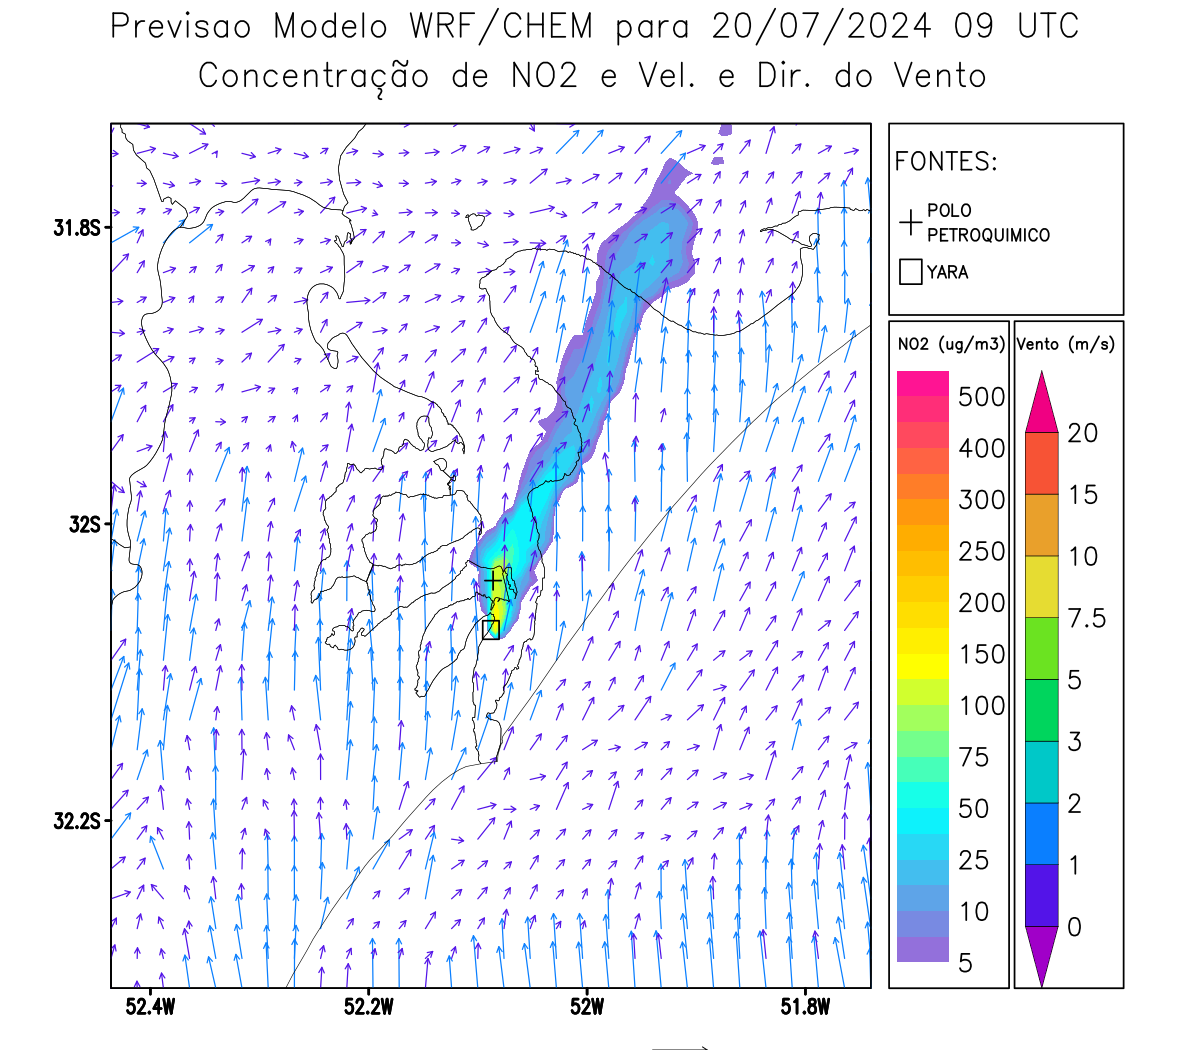 Previsao Modelo WRF/CHEM para 20/07/2024 09 UTC
Concentração de NO2 e Vel. e Dir. do Vento
FONTES:
POLO
PETROQUIMICO
YARA
NO2 (ug/m3)
500
400
300
250
200
150
100
75
50
25
10
5
Vento (m/s)
20
15
10
7.5
5
3
2
1
0
31.8S
32S
32.2S
52.4W
52.2W
52W
51.8W